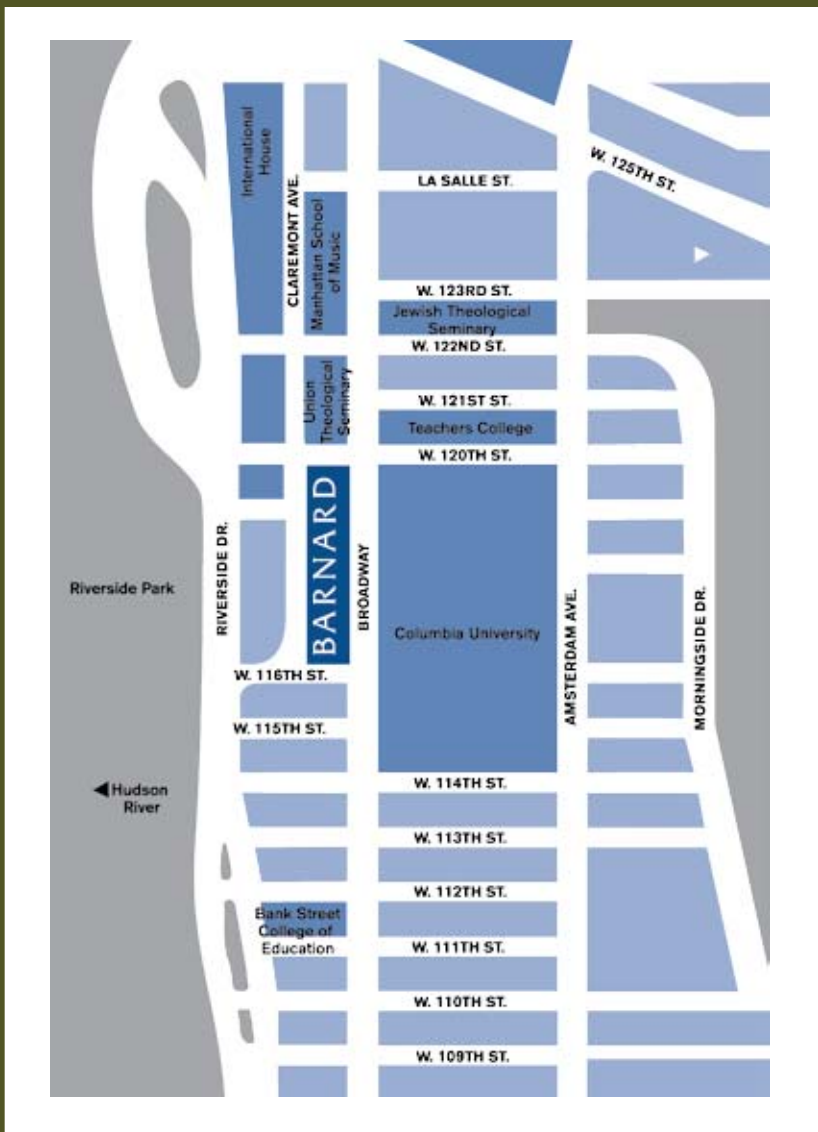 International
House
CLAREMONT AVE.
Manhattan School
of Music
LA SALLE ST.
W. 125TH ST.
W. 123RD ST.
Jewish Theological
Seminary
W. 122ND ST.
Union
Theological
Seminary
W. 121ST ST.
Teachers College
W. 120TH ST.
BARNARD
RIVERSIDE DR.
BROADWAY
Riverside Park
Columbia University
AMSTERDAM AVE.
MORNINGSIDE DR.
W. 116TH ST.
W. 115TH ST.
Hudson
River
W. 114TH ST.
W. 113TH ST.
W. 112TH ST.
Bank Street
College of
Education
W. 111TH ST.
W. 110TH ST.
W. 109TH ST.